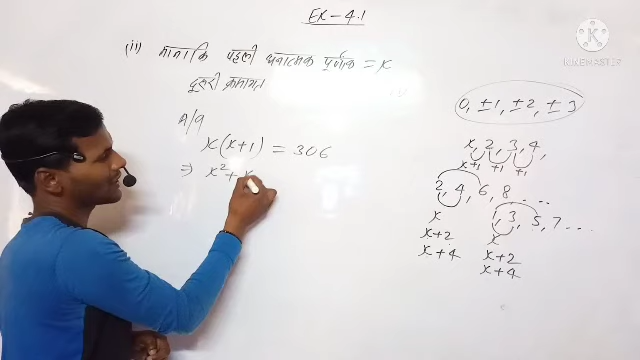 EX - 4.1
(ii) माना कि पहली धनात्मक पूर्णांक = x
दूसरी क्रमागत
A/q
x(x+1) = 306
⇒ x² + x
0, ±1, ±2, ±3
x, 2, 3, 4,
x+1 +1 +1
2, 4, 6, 8 ....
x
x+2
x+4
1, 3, 5, 7 ....
x
x+2
x+4
KINEMASTER